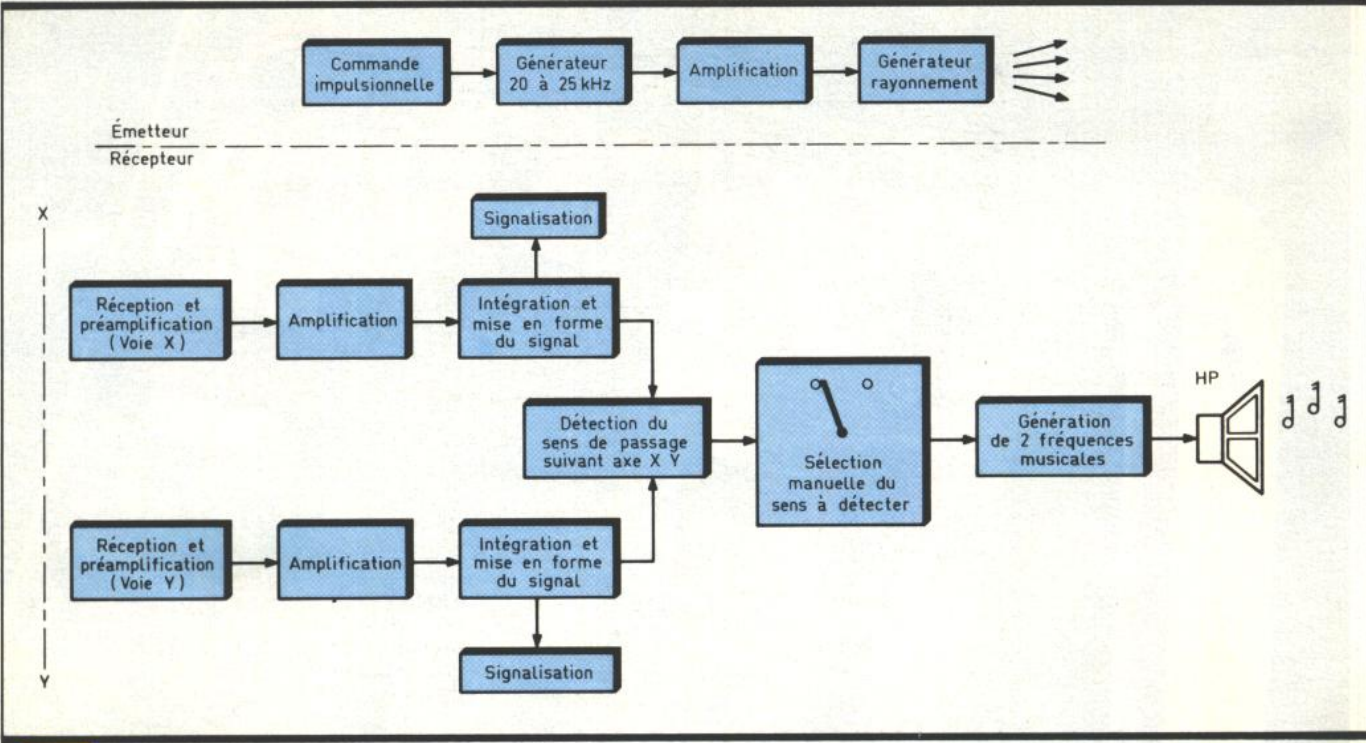 Commande
impulsionnelle
Générateur
20 à 25 kHz
Amplification
Générateur
rayonnement
Émetteur
Récepteur
X
Signalisation
Réception et
préamplification
(Voie X)
Amplification
Intégration et
mise en forme
du signal
Détection du
sens de passage
suivant axe X Y
Sélection
manuelle du
sens à détecter
Génération
de 2 fréquences
musicales
HP
Réception et
préamplification
(Voie Y)
Amplification
Intégration et
mise en forme
du signal
Signalisation
Y